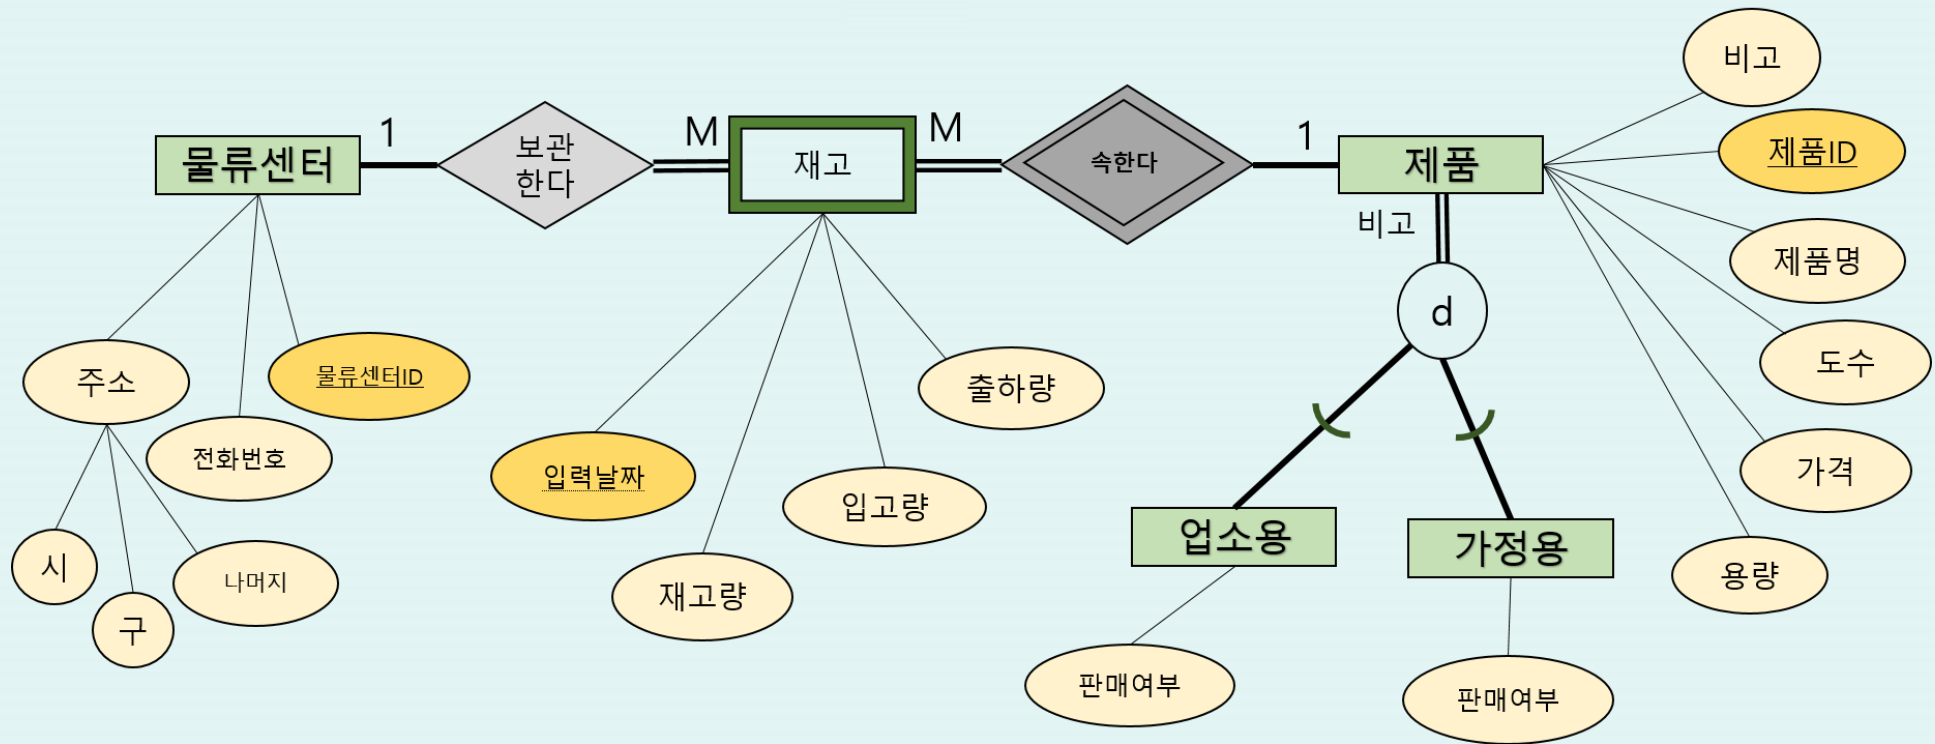 비고
제품ID
물류센터
1
보관
한다
M
재고
M
속한다
1
제품
비고
제품명
d
도수
주소
물류센터ID
출하량
전화번호
입력날짜
입고량
가격
시
구
나머지
재고량
업소용
가정용
용량
판매여부
판매여부